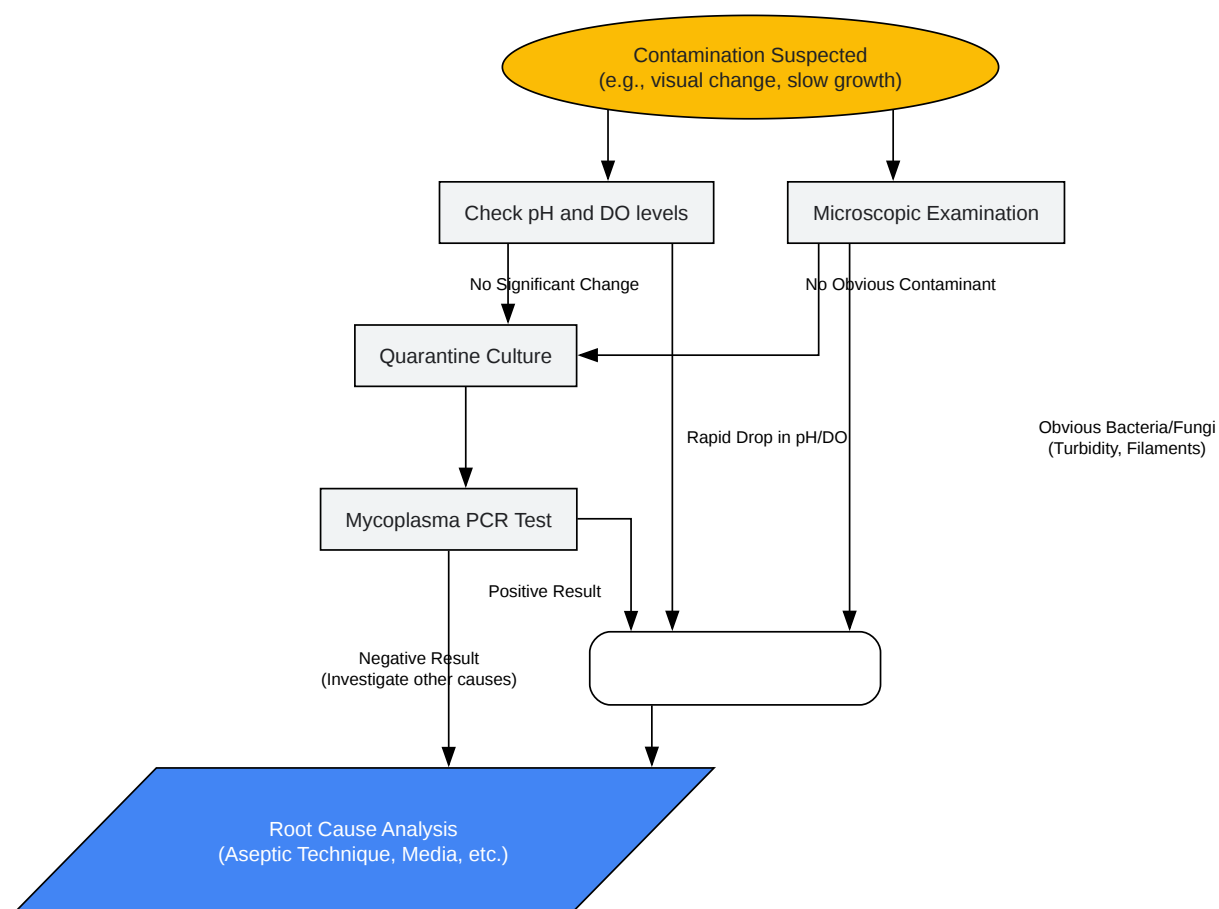 Contamination Suspected
(e.g., visual change, slow growth)
Check pH and DO levels
Microscopic Examination
No Significant Change
No Obvious Contaminant
Quarantine Culture
Rapid Drop in pH/DO
Obvious Bacteria/Fungi
(Turbidity, Filaments)
Mycoplasma PCR Test
Positive Result
Negative Result
(Investigate other causes)
Root Cause Analysis
(Aseptic Technique, Media, etc.)